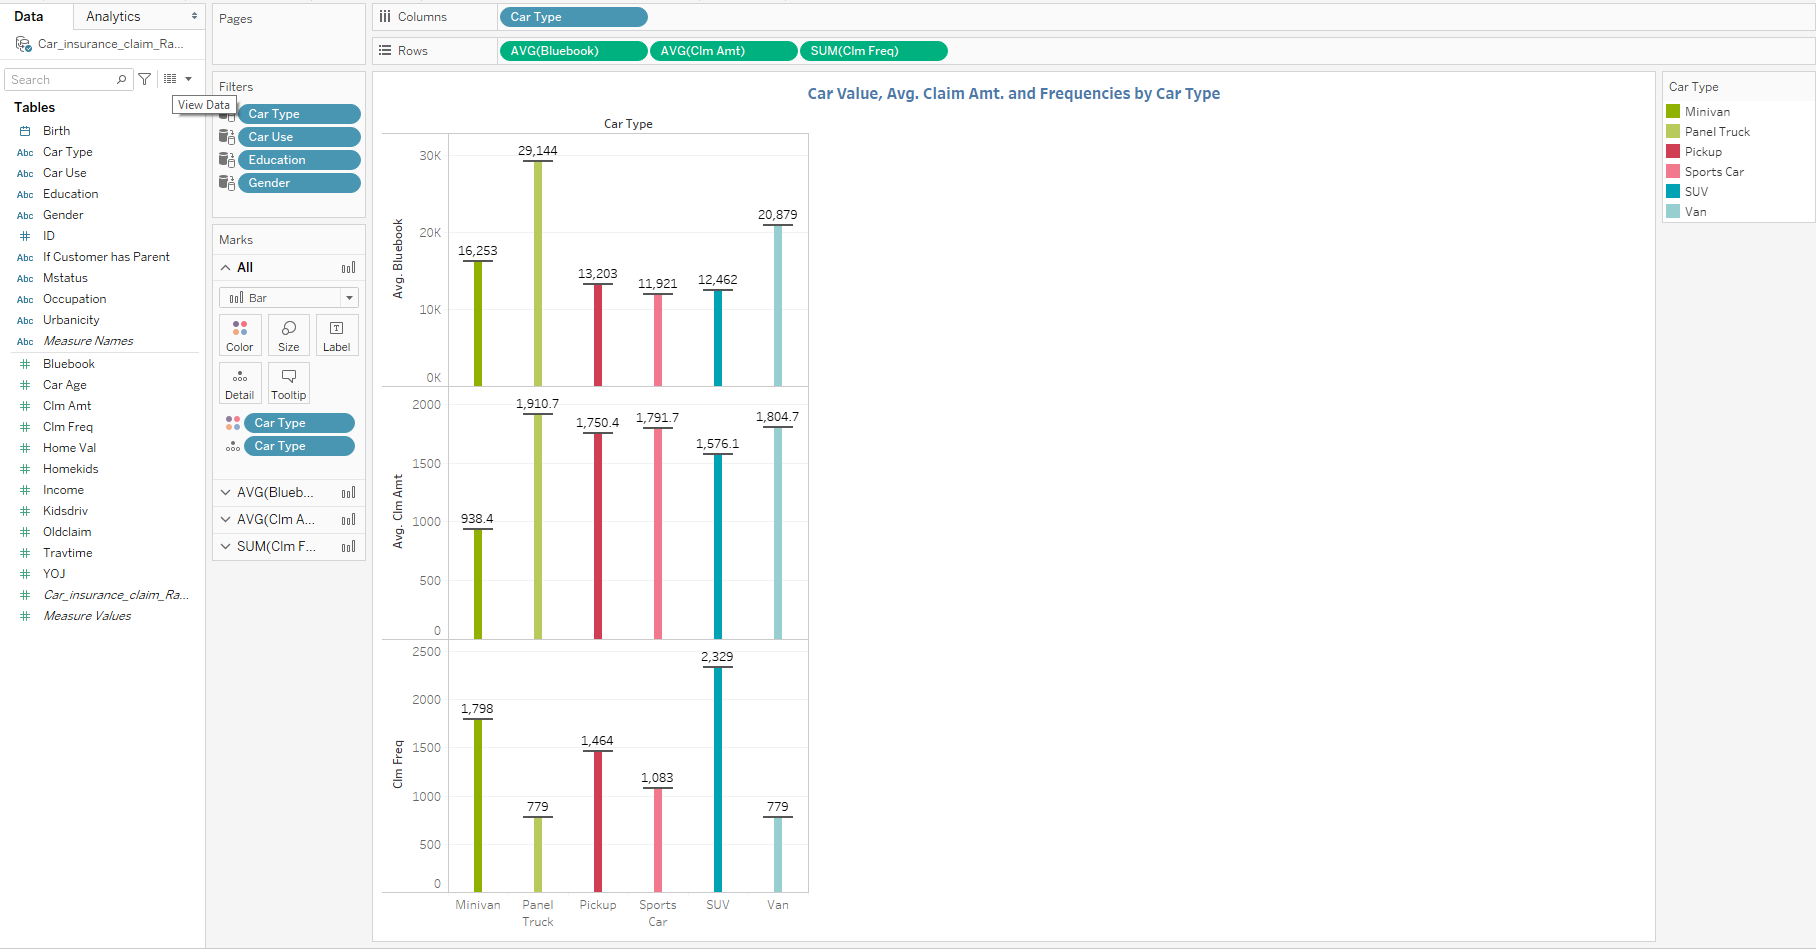 Data
Analytics
Car_insurance_claim_Ra...
Search
View Data
Tables
Birth
Abc Car Type
Abc Car Use
Abc Education
Abc Gender
# ID
Abc If Customer has Parent
Abc Mstatus
Abc Occupation
Abc Urbanicity
Abc Measure Names
# Bluebook
# Car Age
# Clm Amt
# Clm Freq
# Home Val
# Homekids
# Income
# Kidsdriv
# Oldclaim
# Travtime
# YOJ
# Car_insurance_claim_Ra...
# Measure Values
Pages
Filters
Car Type
Car Use
Education
Gender
Marks
All
Bar
Color
Size
T
Label
Detail
Tooltip
Car Type
Car Type
AVG(Blueb...
AVG(Clm A...
SUM(Clm F...
Columns
Car Type
Rows
AVG(Bluebook)
AVG(Clm Amt)
SUM(Clm Freq)
Car Value, Avg. Claim Amt. and Frequencies by Car Type
Car Type
Avg. Bluebook
30K
20K
10K
0K
16,253
29,144
13,203
11,921
12,462
20,879
Avg. Clm Amt
2000
1500
1000
500
0
938.4
1,910.7
1,750.4
1,791.7
1,576.1
1,804.7
Clm Freq
2500
2000
1500
1000
500
0
1,798
779
1,464
1,083
2,329
779
Minivan
Panel
Truck
Pickup
Sports
Car
SUV
Van
Car Type
Minivan
Panel Truck
Pickup
Sports Car
SUV
Van